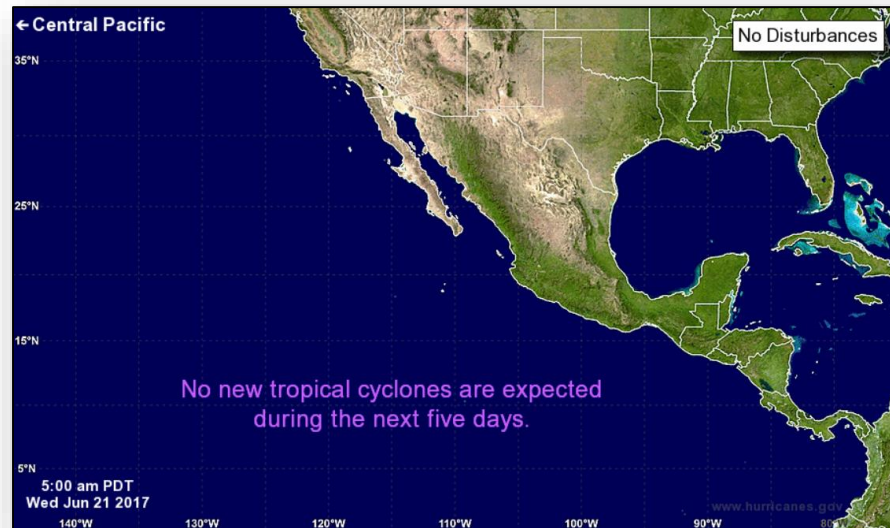 ←Central Pacific
No Disturbances
35°N
25°N
15°N
No new tropical cyclones are expected
during the next five days.
5°N
5:00 am PDT
Wed Jun 21 2017
www.hurricanes.gov
140°W 130°W 120°W 110°W 100°W 90°W 80°W